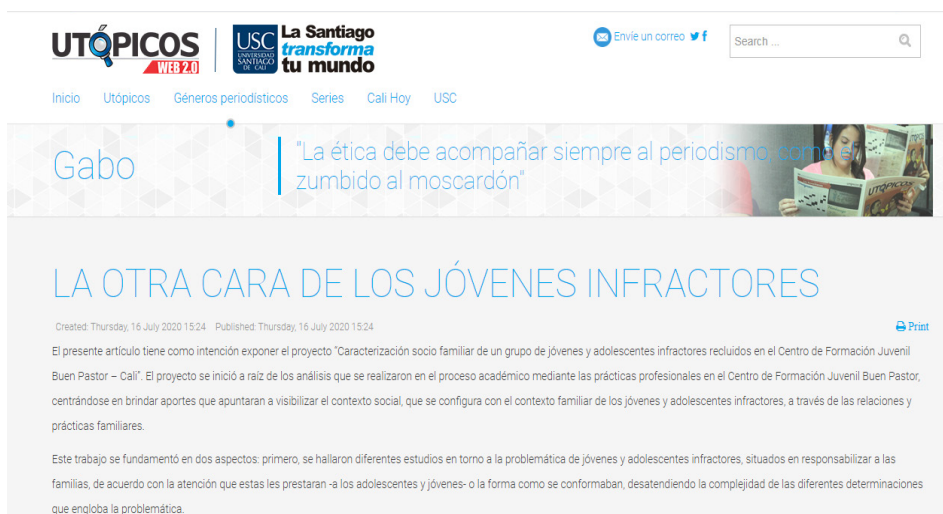 UTÓPICOS
WEB 2.0
USC
UNIVERSIDAD
SANTIAGO
DE CALI
La Santiago
transforma
tu mundo
Envíe un correo
Search ...
Inicio Utópicos Géneros periodísticos Series Cali Hoy USC
Gabo
"La ética debe acompañar siempre al periodismo, como el
zumbido al moscardón"
UTÓPICOS
LA OTRA CARA DE LOS JÓVENES INFRACTORES
Created: Thursday, 16 July 2020 15:24 Published: Thursday, 16 July 2020 15:24
Print
El presente artículo tiene como intención exponer el proyecto "Caracterización socio familiar de un grupo de jóvenes y adolescentes infractores recluidos en el Centro de Formación Juvenil
Buen Pastor – Cali". El proyecto se inició a raíz de los análisis que se realizaron en el proceso académico mediante las prácticas profesionales en el Centro de Formación Juvenil Buen Pastor,
centrándose en brindar aportes que apuntaran a visibilizar el contexto social, que se configura con el contexto familiar de los jóvenes y adolescentes infractores, a través de las relaciones y
prácticas familiares.
Este trabajo se fundamentó en dos aspectos: primero, se hallaron diferentes estudios en torno a la problemática de jóvenes y adolescentes infractores, situados en responsabilizar a las
familias, de acuerdo con la atención que estas les prestaran -a los adolescentes y jóvenes- o la forma como se conformaban, desatendiendo la complejidad de las diferentes determinaciones
que engloba la problemática.